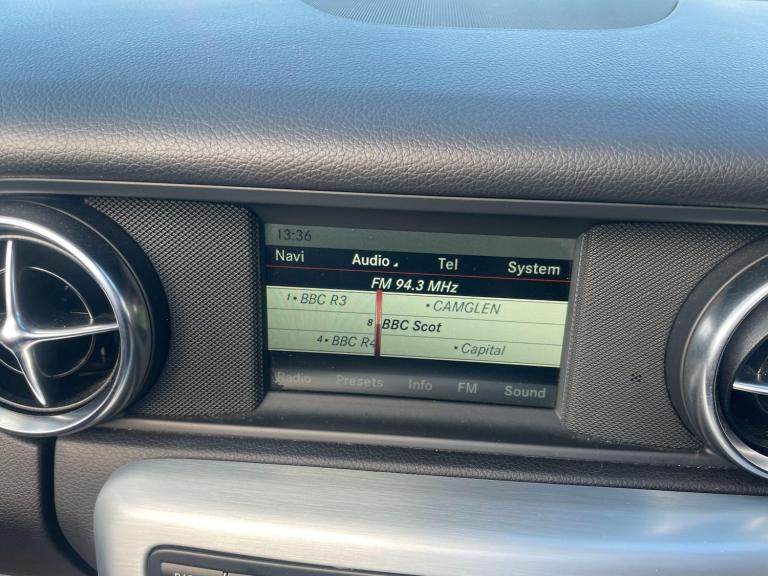 13:36
Navi Audio Tel System
FM 94.3 MHz
1• BBC R3 • CAMGLEN
8 BBC Scot
4• BBC R4 • Capital
Radio Presets Info FM Sound